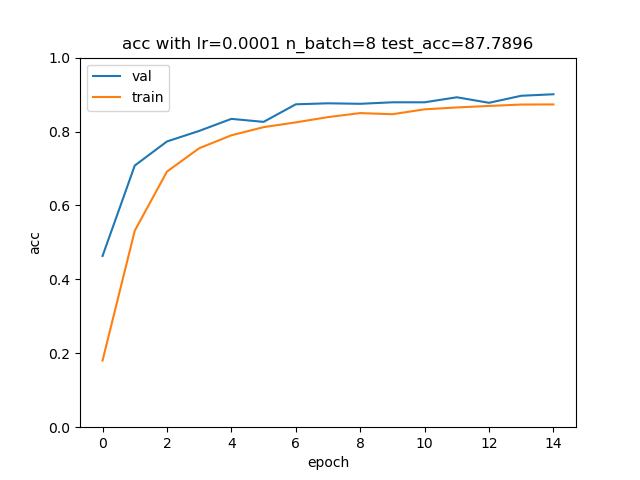 acc with lr=0.0001 n_batch=8 test_acc=87.7896
val
train
1.0
0.8
0.6
0.4
0.2
0.0
acc
0 2 4 6 8 10 12 14
epoch